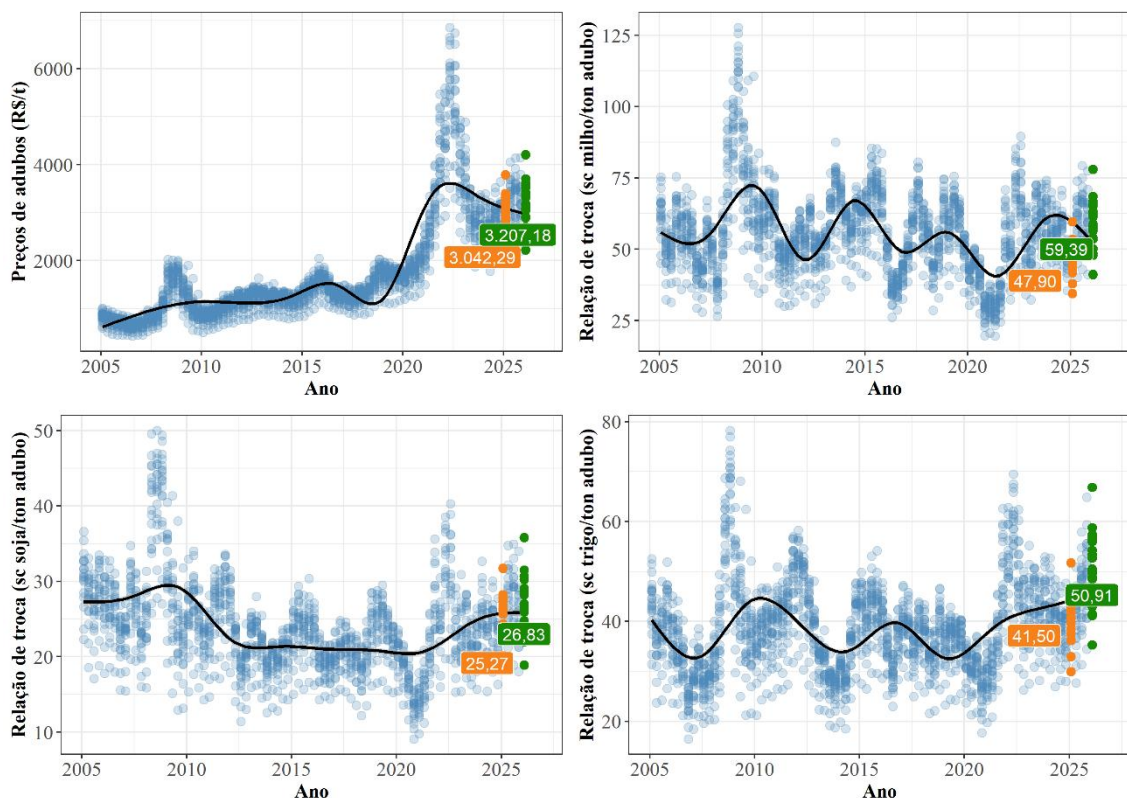 Preços de adubos (R$/t)
6000
4000
2000
3.207,18
3.042,29
2005 2010 2015 2020 2025
Ano
Relação de troca (sc milho/ton adubo)
125
100
75
50
25
59,39
47,90
2005 2010 2015 2020 2025
Ano
Relação de troca (sc soja/ton adubo)
50
40
30
20
10
26,83
25,27
2005 2010 2015 2020 2025
Ano
Relação de troca (sc trigo/ton adubo)
80
60
40
20
50,91
41,50
2005 2010 2015 2020 2025
Ano